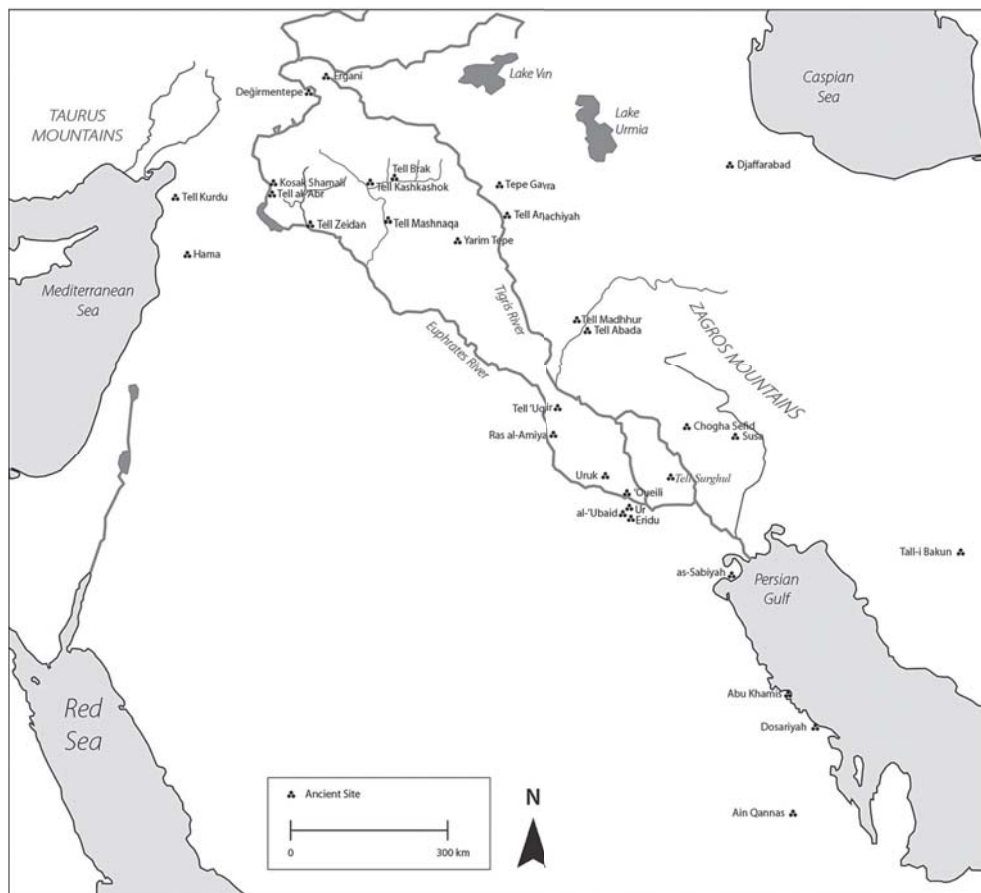 Caspian
Sea
Lake Van
Ergani
Değirmentepe
Lake
Urmia
TAURUS
MOUNTAINS
Djaffarabad
Tell Brak
Kosak Shamali
Tell Kashkashok
Tepe Gawra
Tell al-'Abr
Tell Kurdu
Tell Arpachiyah
Tell Zeidan
Tell Mashnaqa
Yarim Tepe
Hama
Mediterranean
Sea
Tigris River
ZAGROS MOUNTAINS
Tell Madhhur
Tell Abada
Euphrates River
Tell 'Uqair
Chogha Sefid
Ras al-Amiya
Susa
Uruk
Tell Surghul
'Oueili
Ur
al-'Ubaid
Eridu
Tall-i Bakun
as-Sabiyah
Persian
Gulf
Abu Khamis
Red
Sea
Dosariyah
Ancient Site
N
Ain Qannas
0
300 km